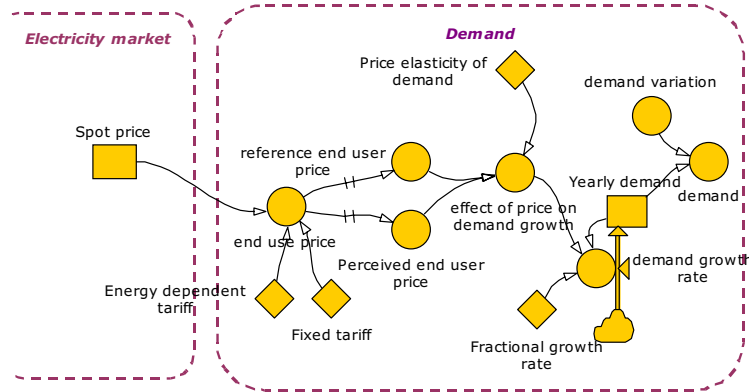 Electricity market
Demand
Price elasticity of
demand
demand variation
Spot price
reference end user
price
Yearly demand
demand
effect of price on
demand growth
end use price
Perceived end user
price
demand growth
rate
Energy dependent
tariff
Fixed tariff
Fractional growth
rate